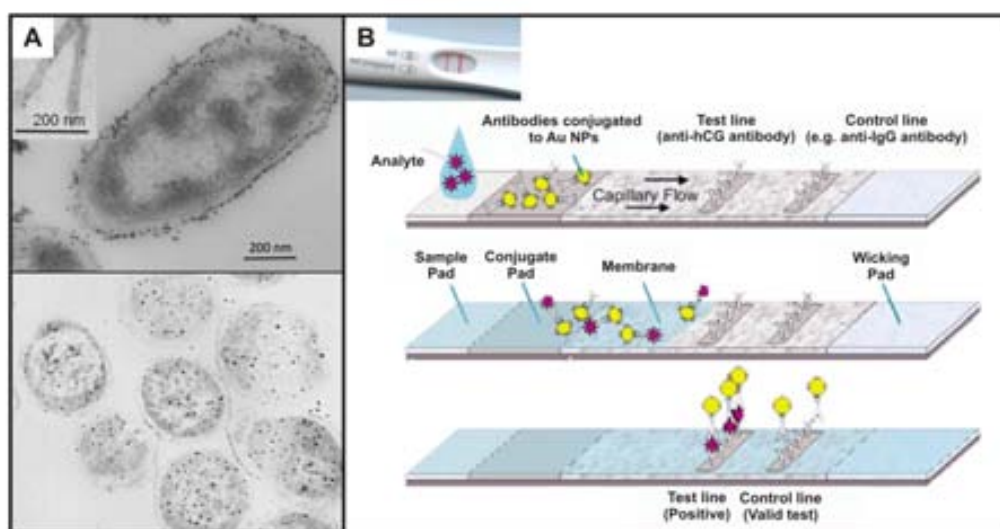 A
200 nm
200 nm
B
Antibodies conjugated
to Au NPs
Test line
(anti-hCG antibody)
Control line
(e.g. anti-IgG antibody)
Analyte
Capillary Flow
Sample
Pad
Conjugate
Pad
Membrane
Wicking
Pad
Test line
(Positive)
Control line
(Valid test)